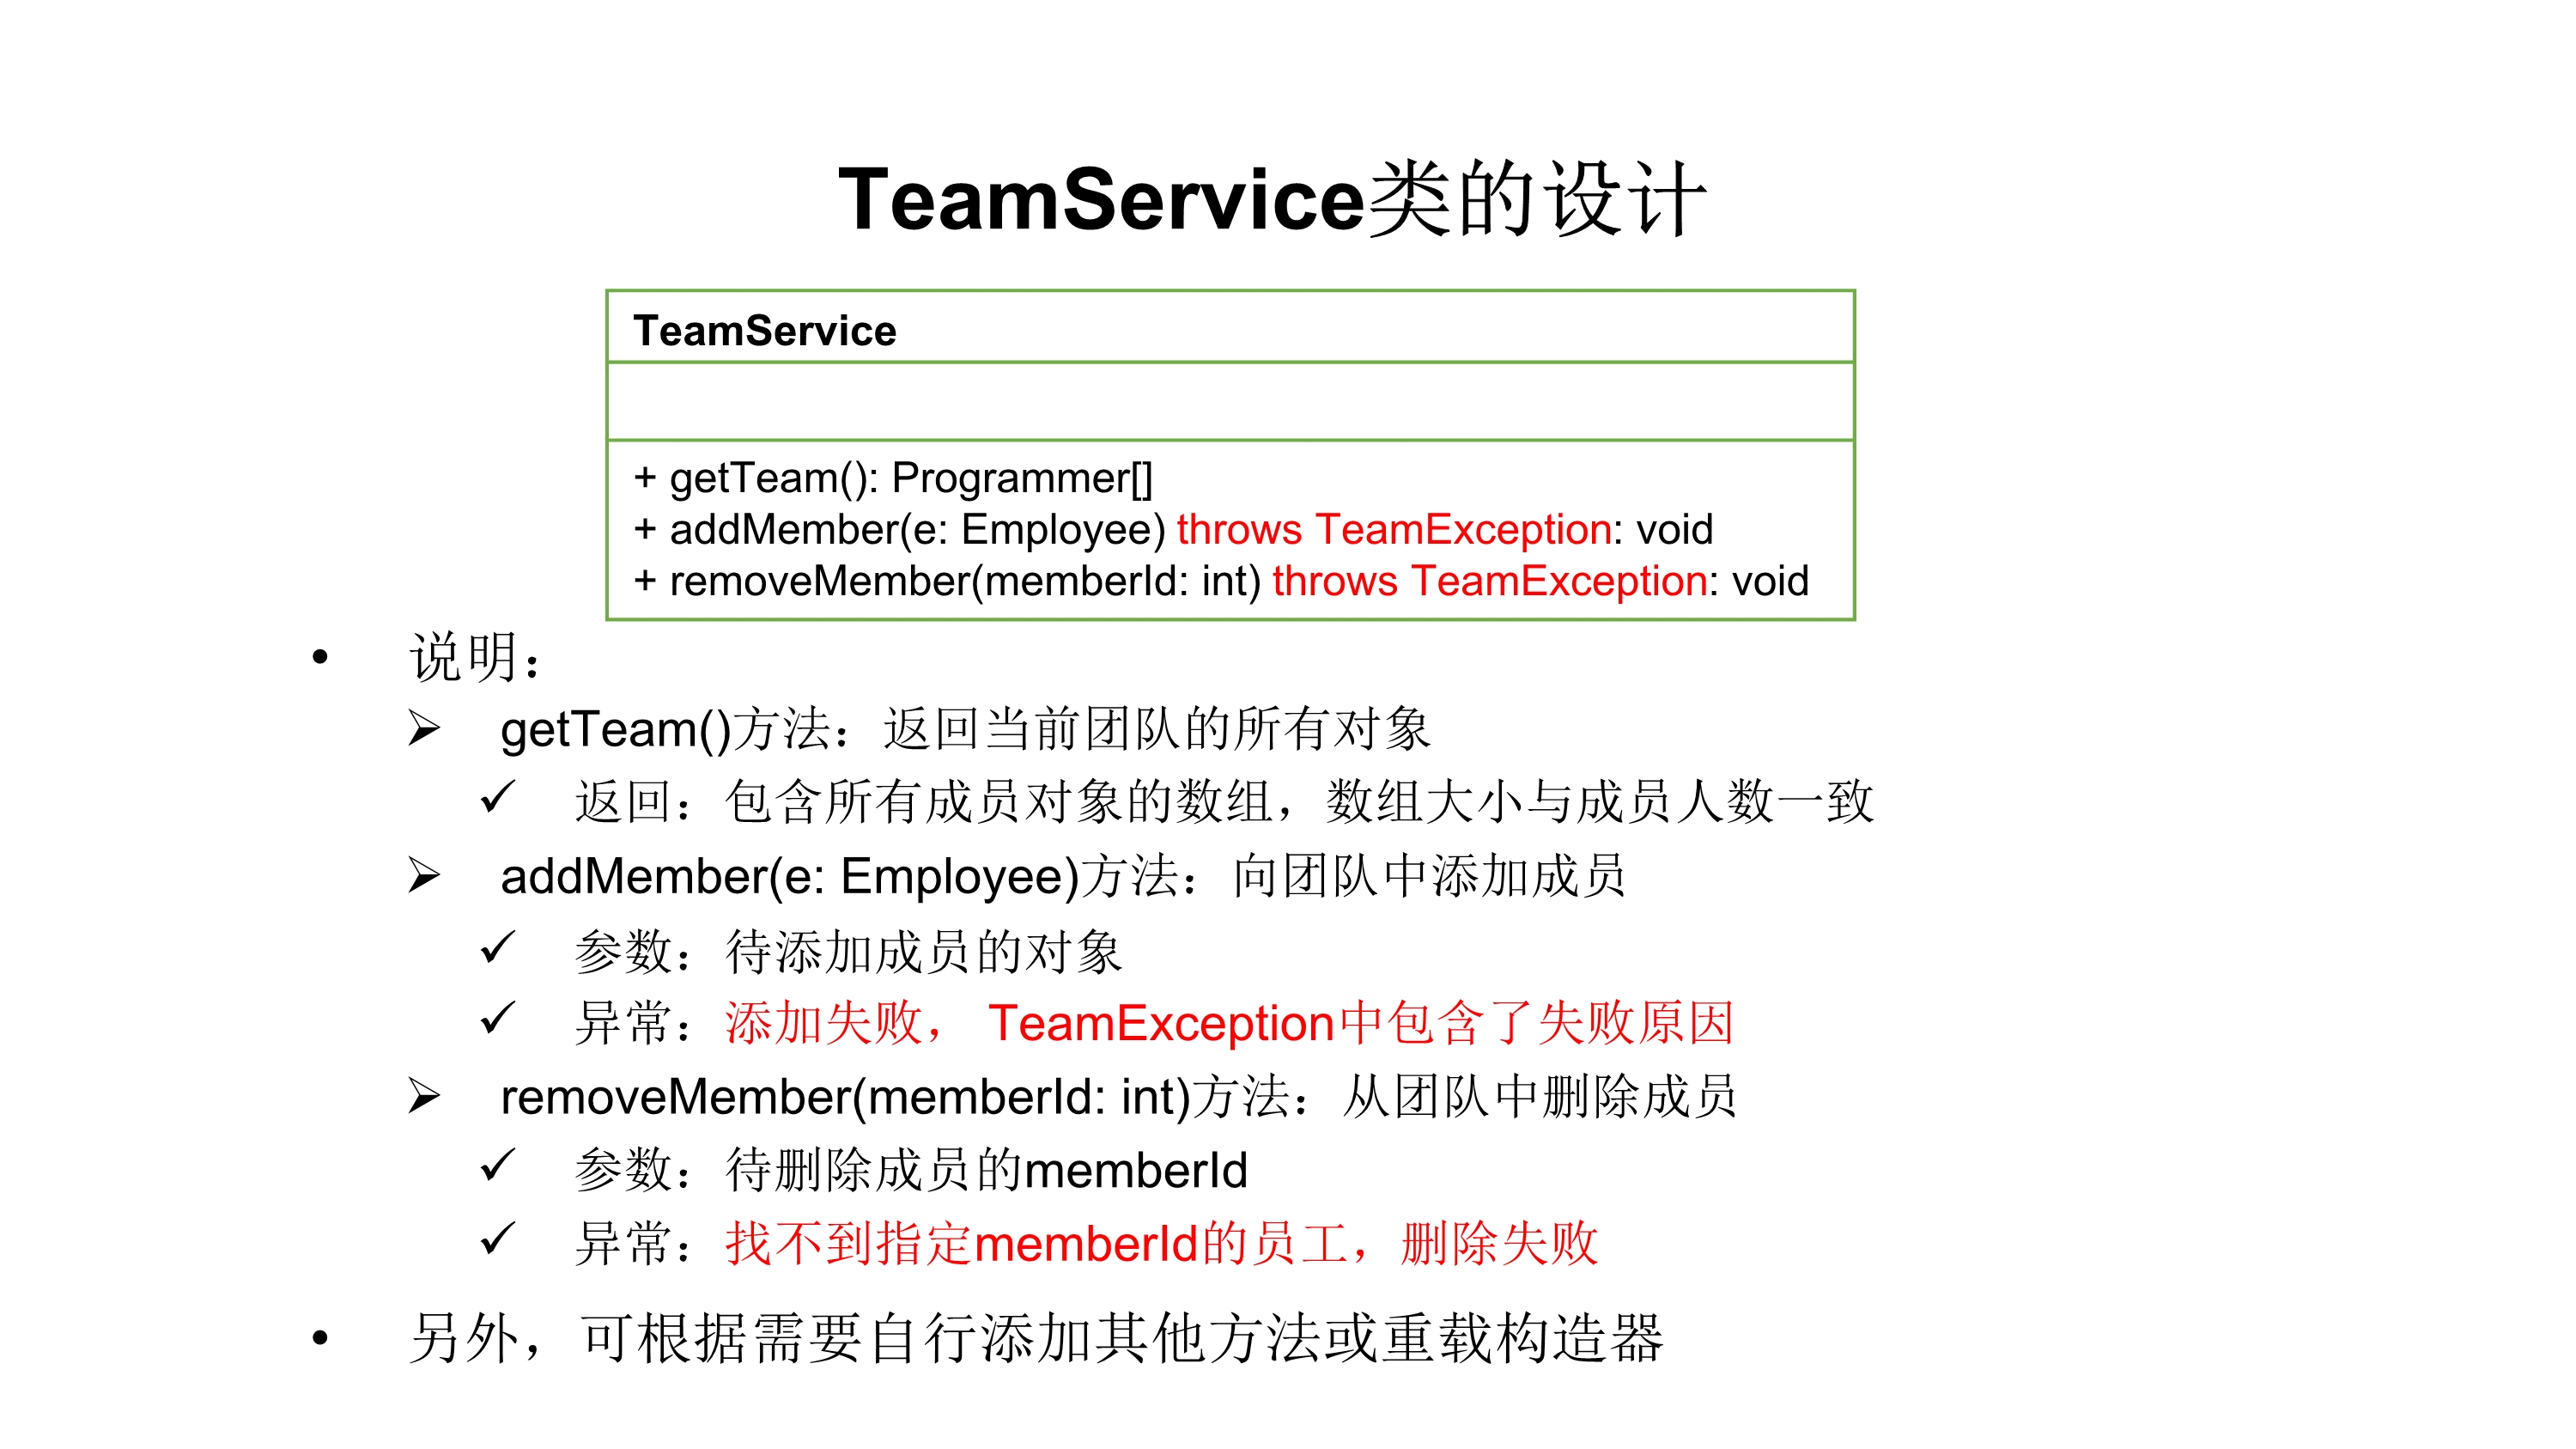 TeamService类的设计
TeamService
+ getTeam(): Programmer[]
+ addMember(e: Employee) throws TeamException: void
+ removeMember(memberId: int) throws TeamException: void
• 说明：
➢ getTeam()方法：返回当前团队的所有对象
✓ 返回：包含所有成员对象的数组，数组大小与成员人数一致
➢ addMember(e: Employee)方法：向团队中添加成员
✓ 参数：待添加成员的对象
✓ 异常：添加失败， TeamException中包含了失败原因
➢ removeMember(memberId: int)方法：从团队中删除成员
✓ 参数：待删除成员的memberId
✓ 异常：找不到指定memberId的员工，删除失败
• 另外，可根据需要自行添加其他方法或重载构造器